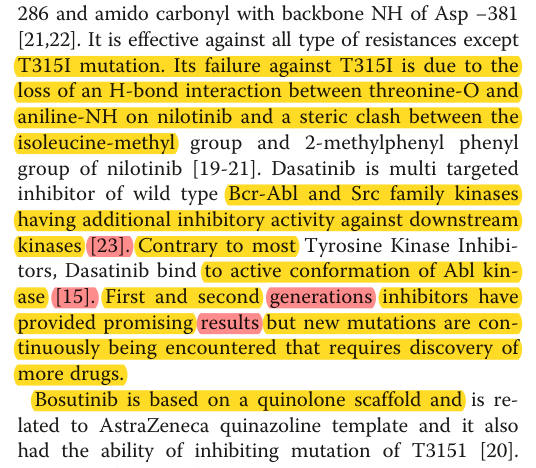 286 and amido carbonyl with backbone NH of Asp –381
[21,22]. It is effective against all type of resistances except
T315I mutation. Its failure against T315I is due to the
loss of an H-bond interaction between threonine-O and
aniline-NH on nilotinib and a steric clash between the
isoleucine-methyl group and 2-methylphenyl phenyl
group of nilotinib [19-21]. Dasatinib is multi targeted
inhibitor of wild type Bcr-Abl and Src family kinases
having additional inhibitory activity against downstream
kinases [23]. Contrary to most Tyrosine Kinase Inhibi-
tors, Dasatinib bind to active conformation of Abl kin-
ase [15]. First and second generations inhibitors have
provided promising results but new mutations are con-
tinuously being encountered that requires discovery of
more drugs.
Bosutinib is based on a quinolone scaffold and is re-
lated to AstraZeneca quinazoline template and it also
had the ability of inhibiting mutation of T3151 [20].